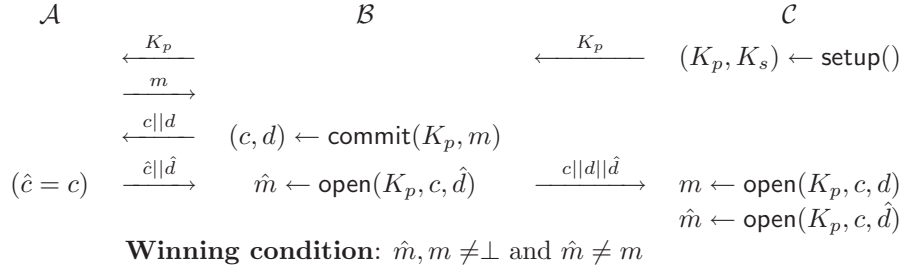 𝒜 ℬ 𝒞
K_p K_p (K_p, K_s) ← setup()
m
c||d (c, d) ← commit(K_p, m)
(ĉ = c) ĉ||d̂ m̂ ← open(K_p, c, d̂) c||d||d̂ m ← open(K_p, c, d)
m̂ ← open(K_p, c, d̂)
Winning condition: m̂, m ≠⊥ and m̂ ≠ m